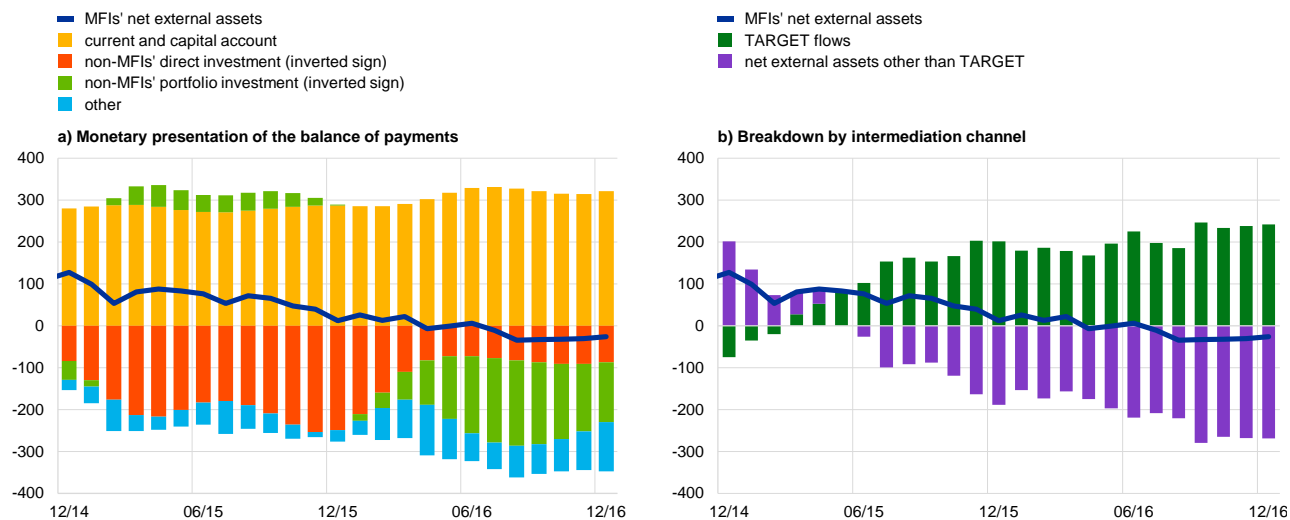 MFIs' net external assets
current and capital account
non-MFIs' direct investment (inverted sign)
non-MFIs' portfolio investment (inverted sign)
other
a) Monetary presentation of the balance of payments
400
300
200
100
0
-100
-200
-300
-400
12/14 06/15 12/15 06/16 12/16
MFIs' net external assets
TARGET flows
net external assets other than TARGET
b) Breakdown by intermediation channel
400
300
200
100
0
-100
-200
-300
-400
12/14 06/15 12/15 06/16 12/16